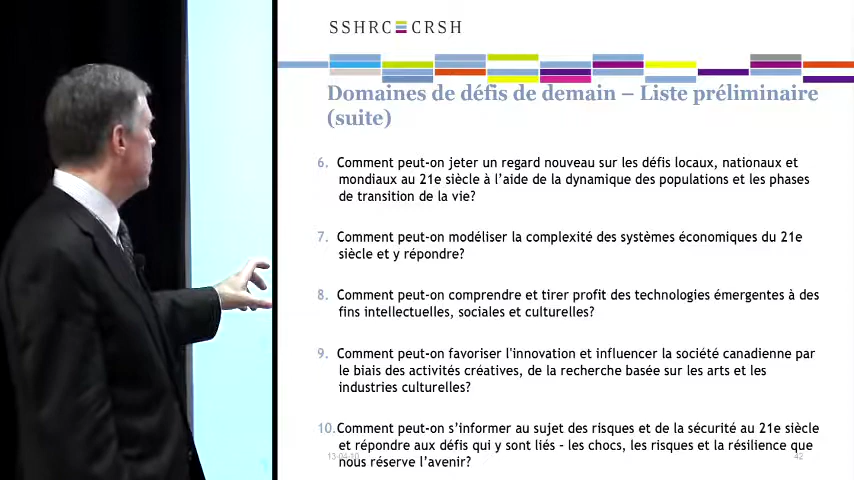 SSHRC CRSH
Domaines de défis de demain – Liste préliminaire
(suite)
6. Comment peut-on jeter un regard nouveau sur les défis locaux, nationaux et
mondiaux au 21e siècle à l’aide de la dynamique des populations et les phases
de transition de la vie?
7. Comment peut-on modéliser la complexité des systèmes économiques du 21e
siècle et y répondre?
8. Comment peut-on comprendre et tirer profit des technologies émergentes à des
fins intellectuelles, sociales et culturelles?
9. Comment peut-on favoriser l'innovation et influencer la société canadienne par
le biais des activités créatives, de la recherche basée sur les arts et les
industries culturelles?
10. Comment peut-on s’informer au sujet des risques et de la sécurité au 21e siècle
et répondre aux défis qui y sont liés – les chocs, les risques et la résilience que
nous réserve l’avenir?
42